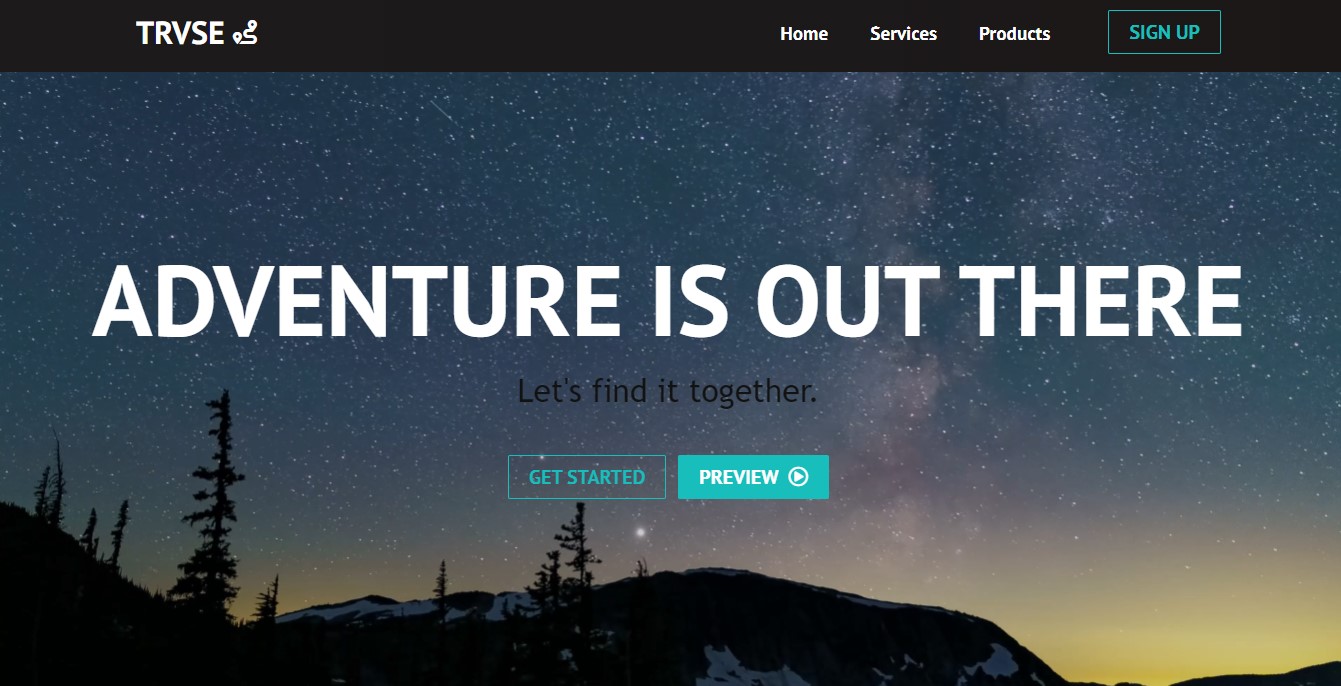 TRVSE
Home Services Products SIGN UP
ADVENTURE IS OUT THERE
Let's find it together.
GET STARTED PREVIEW